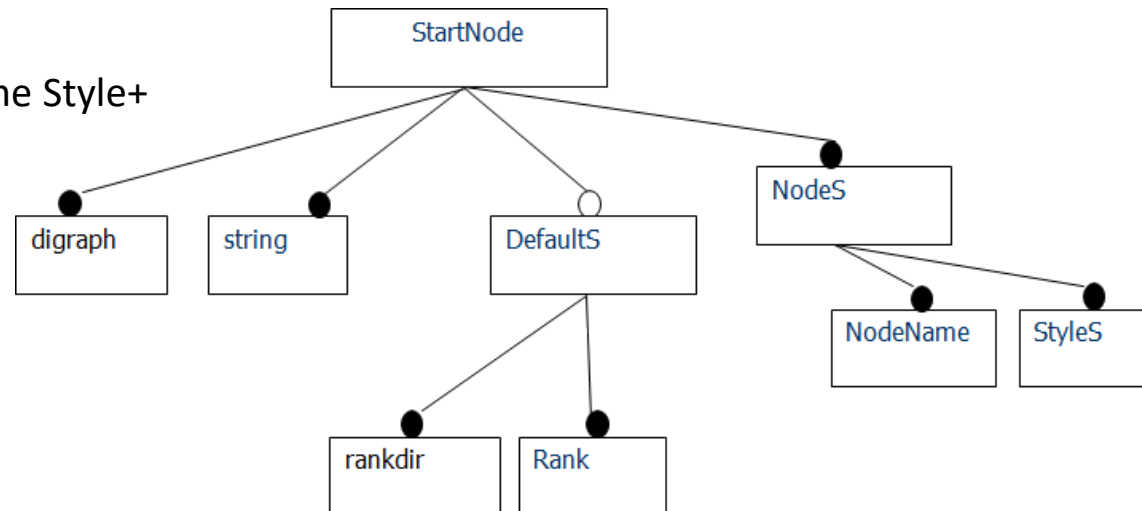 StartNode
ne Style+
NodeS
digraph
string
DefaultS
NodeName
StyleS
rankdir
Rank